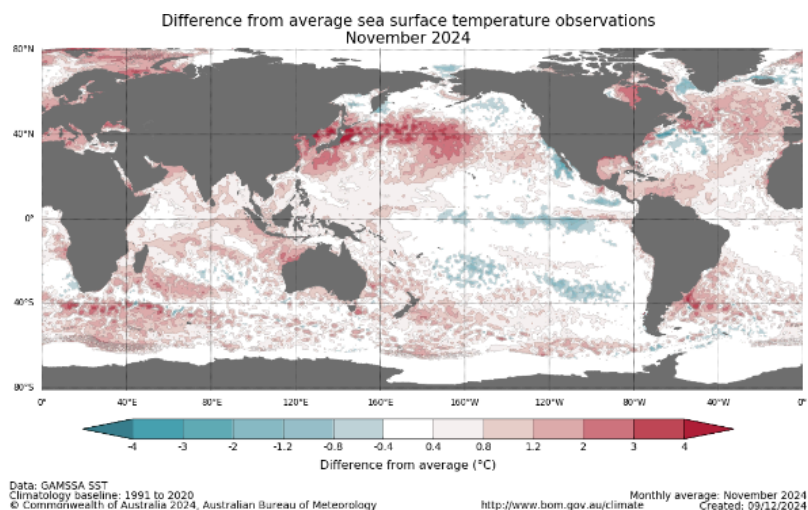 Difference from average sea surface temperature observations
November 2024
80°N
40°N
0°
40°S
80°S
0° 40°E 80°E 120°E 160°E 160°W 120°W 80°W 40°W 0°
-4 -3 -2 -1.2 -0.8 -0.4 0.4 0.8 1.2 2 3 4
Difference from average (°C)
Data: GAMSSA SST
Climatology baseline: 1991 to 2020 Monthly average: November 2024
© Commonwealth of Australia 2024, Australian Bureau of Meteorology http://www.bom.gov.au/climate Created: 09/12/2024